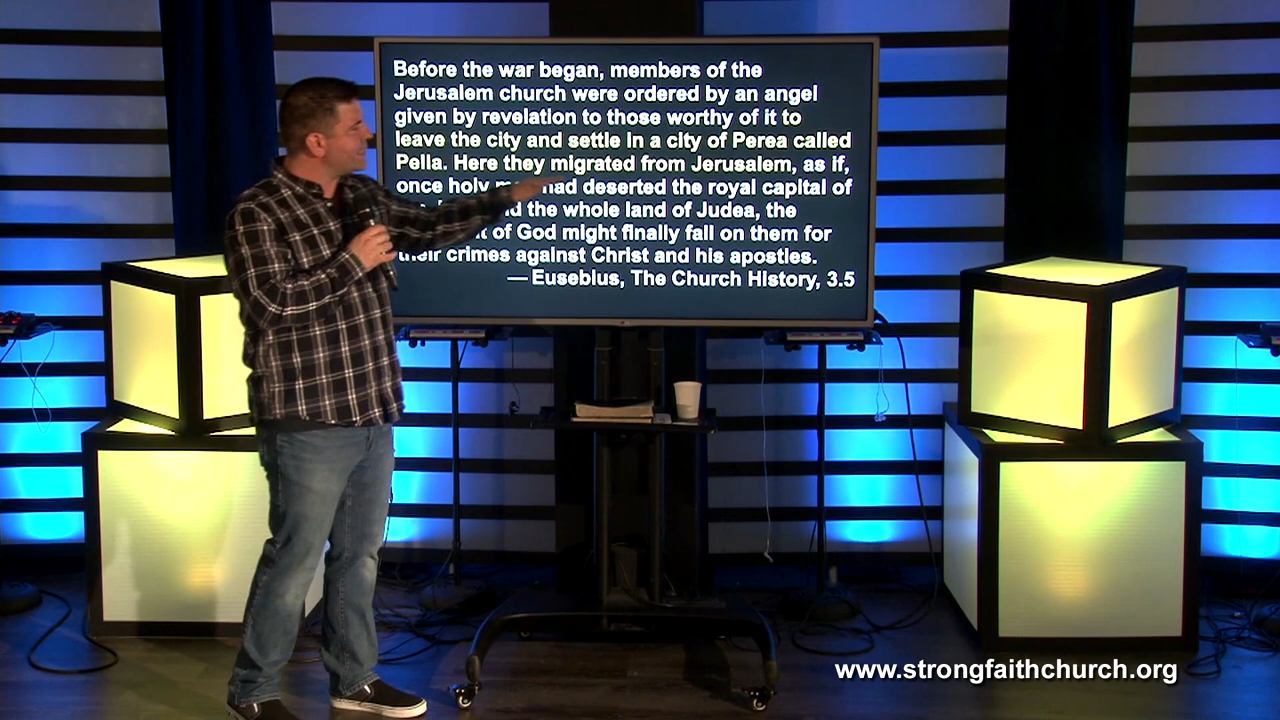 Before the war began, members of the
Jerusalem church were ordered by an angel
given by revelation to those worthy of it to
leave the city and settle in a city of Perea called
Pella. Here they migrated from Jerusalem, as if,
once holy had deserted the royal capital of
the whole land of Judea, the
of God might finally fall on them for
their crimes against Christ and his apostles.
— Eusebius, The Church History, 3.5
www.strongfaithchurch.org